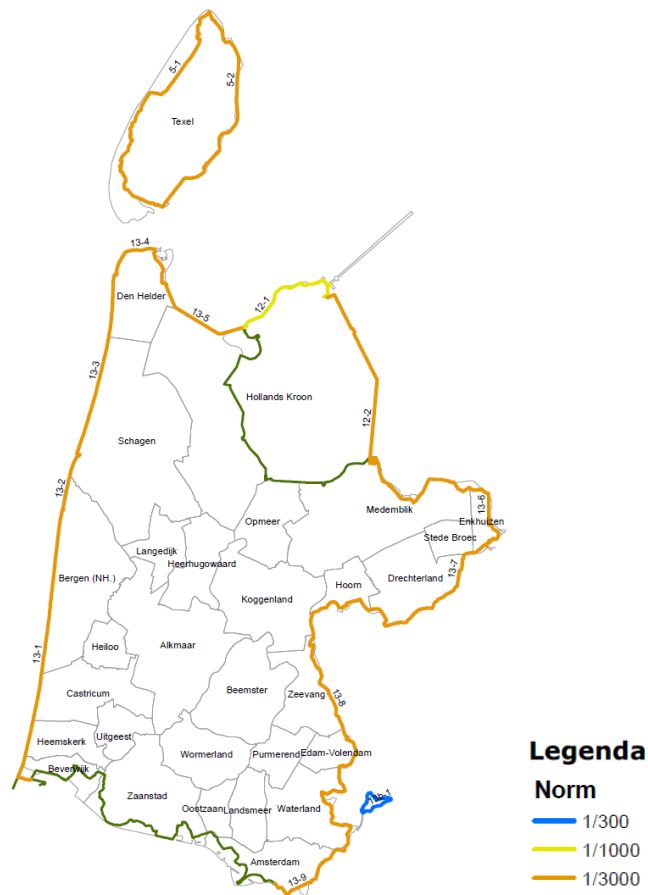 5-1
5-2
Texel
13-4
Den Helder
13-5
12-1
13-3
Hollands Kroon
12-2
Schagen
13-2
Medemblik
13-6
Opmeer
Enkhuizen
Stede Broec
Langedijk
Heerhugowaard
Bergen (NH.)
Hoorn
Drechterland
13-7
Koggenland
13-1
Heiloo
Alkmaar
Castricum
Beemster
Zeevang
13-8
Heemskerk
Uitgeest
Wormerland
Purmerend
Edam-Volendam
Beverwijk
Zaanstad
Oostzaan
Landsmeer
Waterland
13b-1
Amsterdam
13-9
Legenda
Norm
1/300
1/1000
1/3000